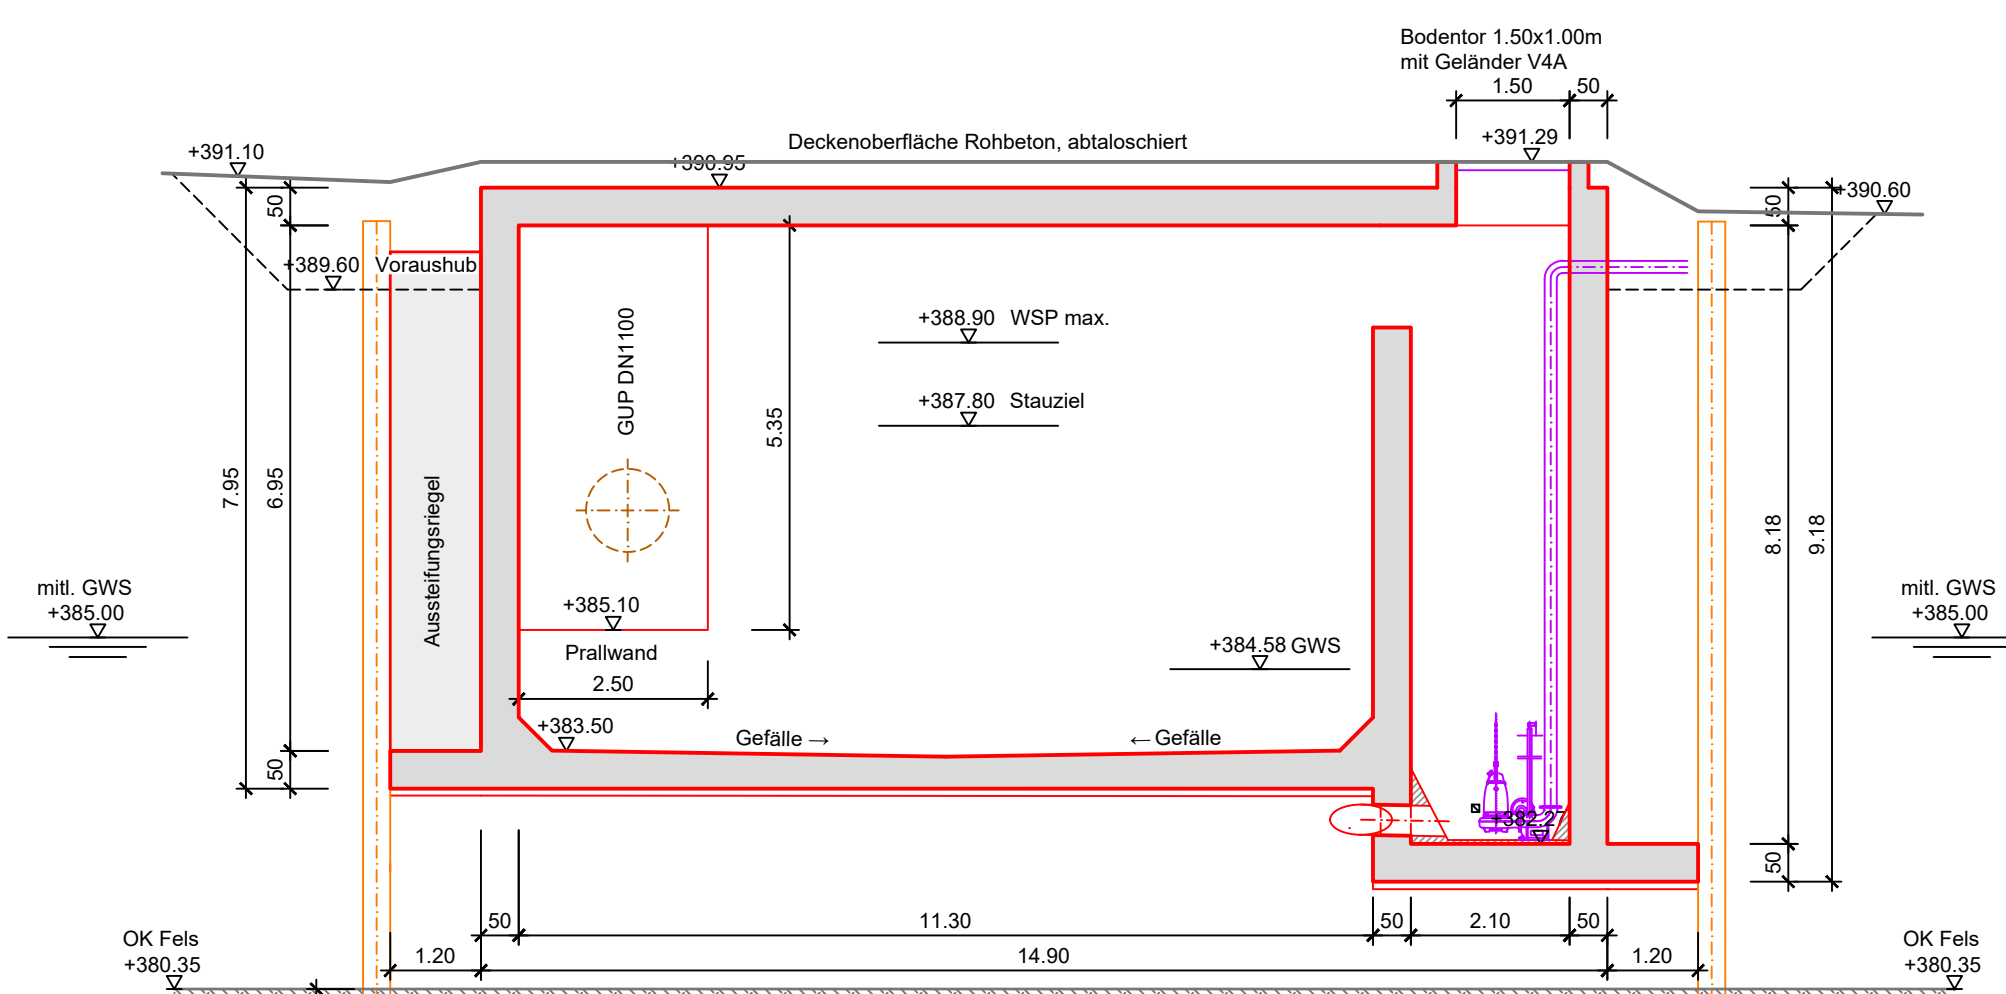 Bodentor 1.50x1.00m
mit Geländer V4A
1.50
50
Deckenoberfläche Rohbeton, abtaloschiert
+391.29
+391.10
+390.95
+390.60
50
50
+389.60 Voraushub
GUP DN1100
+388.90 WSP max.
+387.80 Stauziel
5.35
7.95
6.95
Aussteifungsriegel
8.18
9.18
mitl. GWS
+385.00
mitl. GWS
+385.00
+385.10
Prallwand
2.50
+384.58 GWS
+383.50
Gefälle →
← Gefälle
50
+382.27
50
50
11.30
50
2.10
50
1.20
14.90
1.20
OK Fels
+380.35
OK Fels
+380.35